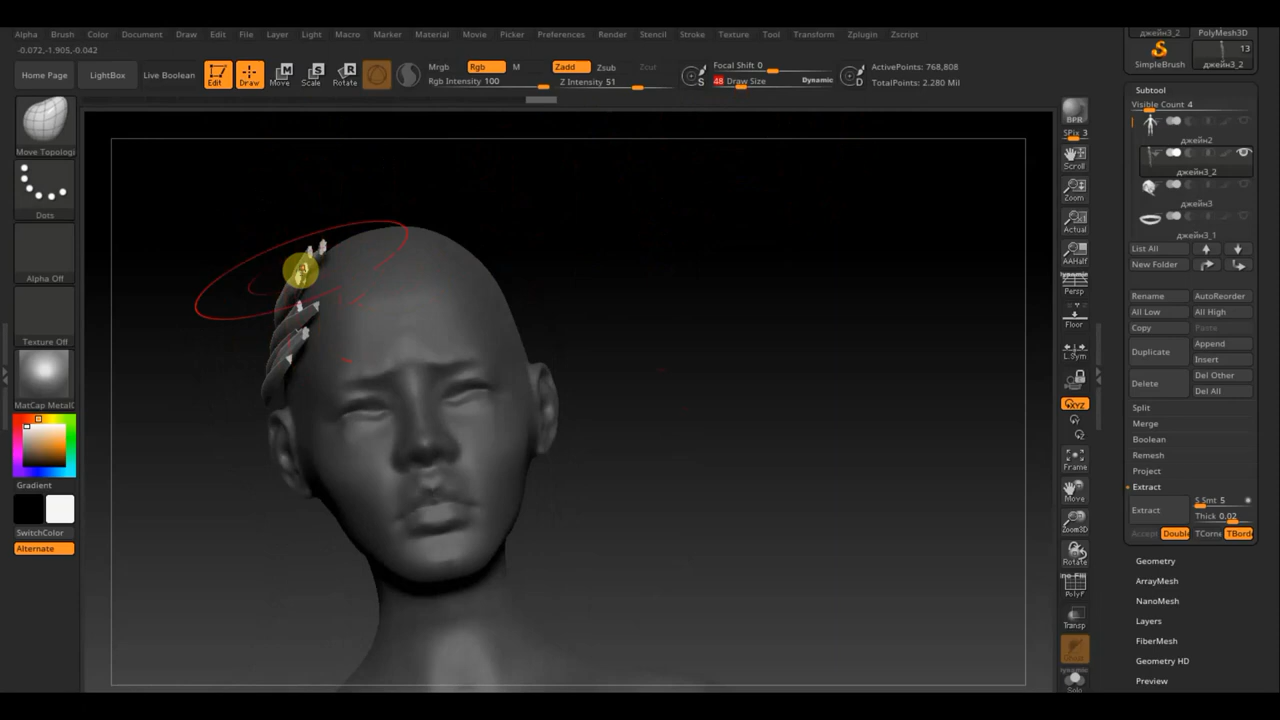 Alpha Brush Color Document Draw Edit File Layer Light Macro Marker Material Movie Picker Preferences Render Stencil Stroke Texture Tool Transform Zplugin Zscript
-0.072,-1.905,-0.042
Home Page LightBox Live Boolean Edit Draw Move Scale Rotate
Mrgb Rgb M Zadd Zsub Zcut
Rgb Intensity 100 Z Intensity 51
S Focal Shift 0
48 Draw Size Dynamic D
ActivePoints: 768,808
TotalPoints: 2.280 Mil
Move Topologi
Dots
Alpha Off
Texture Off
MatCap MetalC
Gradient
SwitchColor
Alternate
BPR
SPix 3
Scroll
Zoom
Actual
AAHalf
Persp
Floor
L.Sym
XYZ
Y
Z
Frame
Move
Zoom3D
Rotate
PolyF
Transp
Solo
джейн3_2 PolyMesh3D
SimpleBrush 13 джейн3_2
Subtool
Visible Count 4
джейн2
джейн3_2
джейн3
джейн3_1
List All
New Folder
Rename AutoReorder
All Low All High
Copy Paste
Duplicate Append
Insert
Delete Del Other
Del All
Split
Merge
Boolean
Remesh
Project
Extract
Extract S Smt 5
Thick 0.02
Accept Double TCorne TBorde
Geometry
ArrayMesh
NanoMesh
Layers
FiberMesh
Geometry HD
Preview